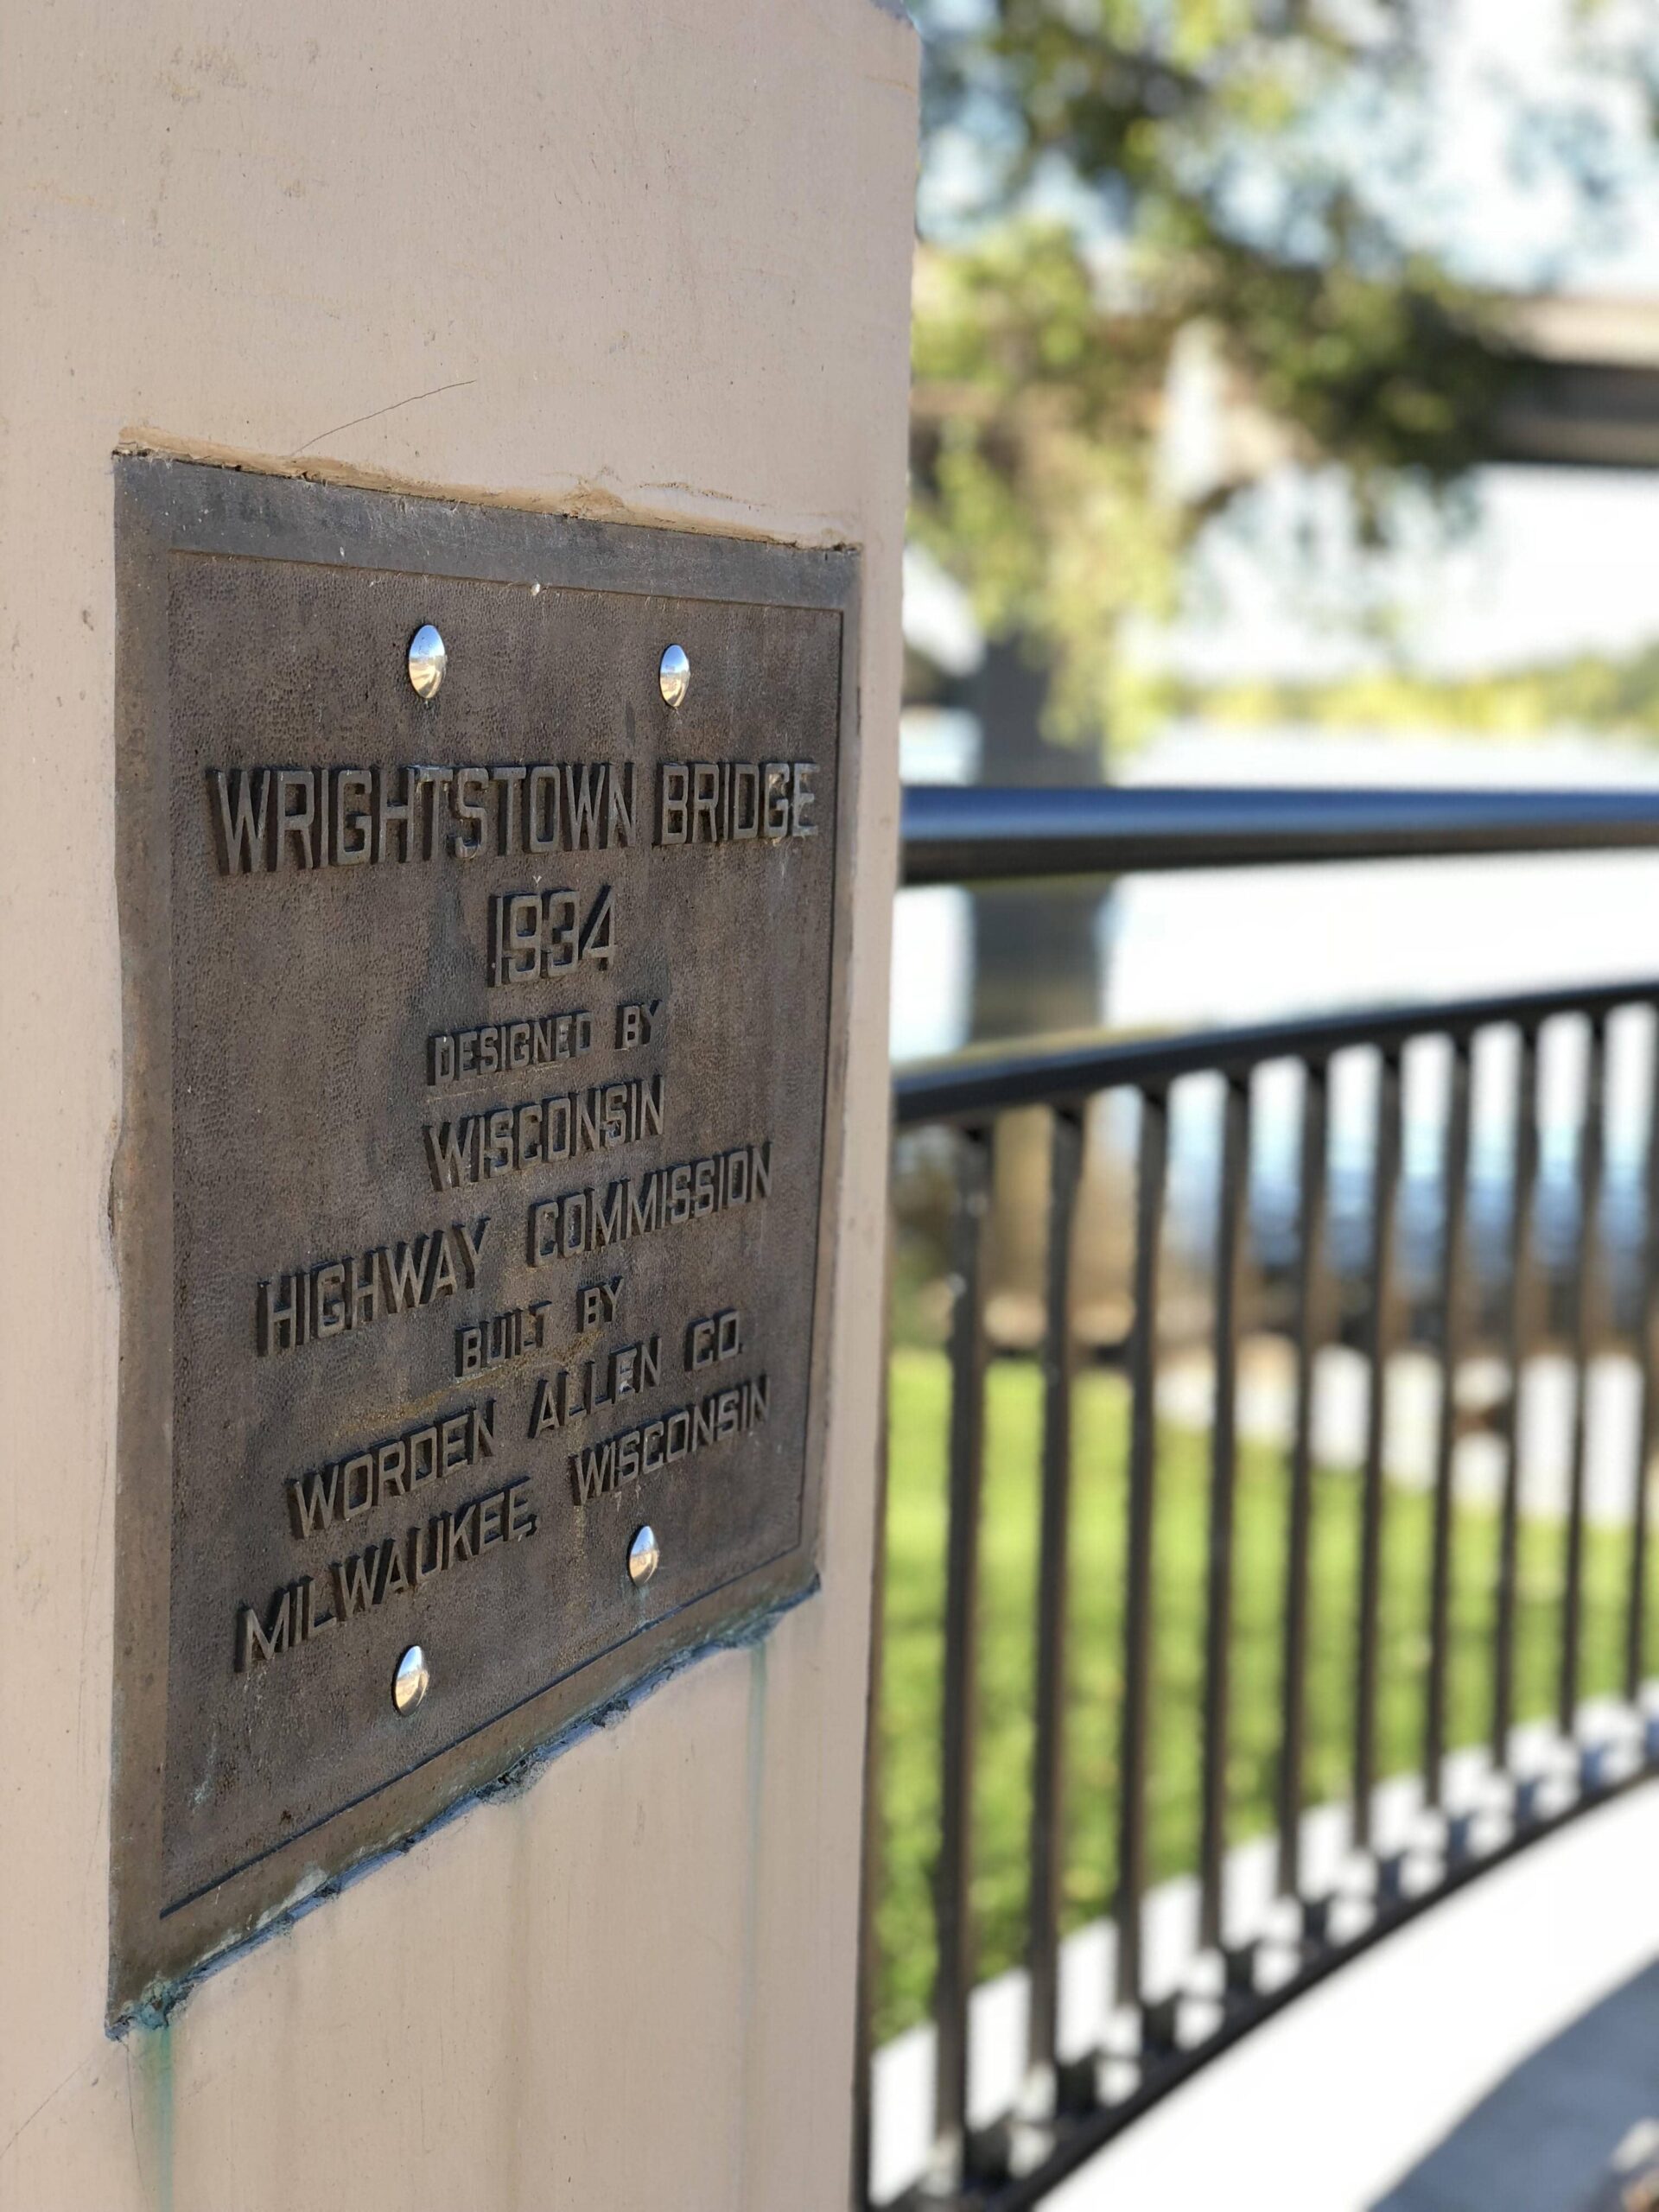 WRIGHTSTOWN BRIDGE
1934
DESIGNED BY
WISCONSIN
HIGHWAY COMMISSION
BUILT BY
WORDEN ALLEN CO.
MILWAUKEE, WISCONSIN